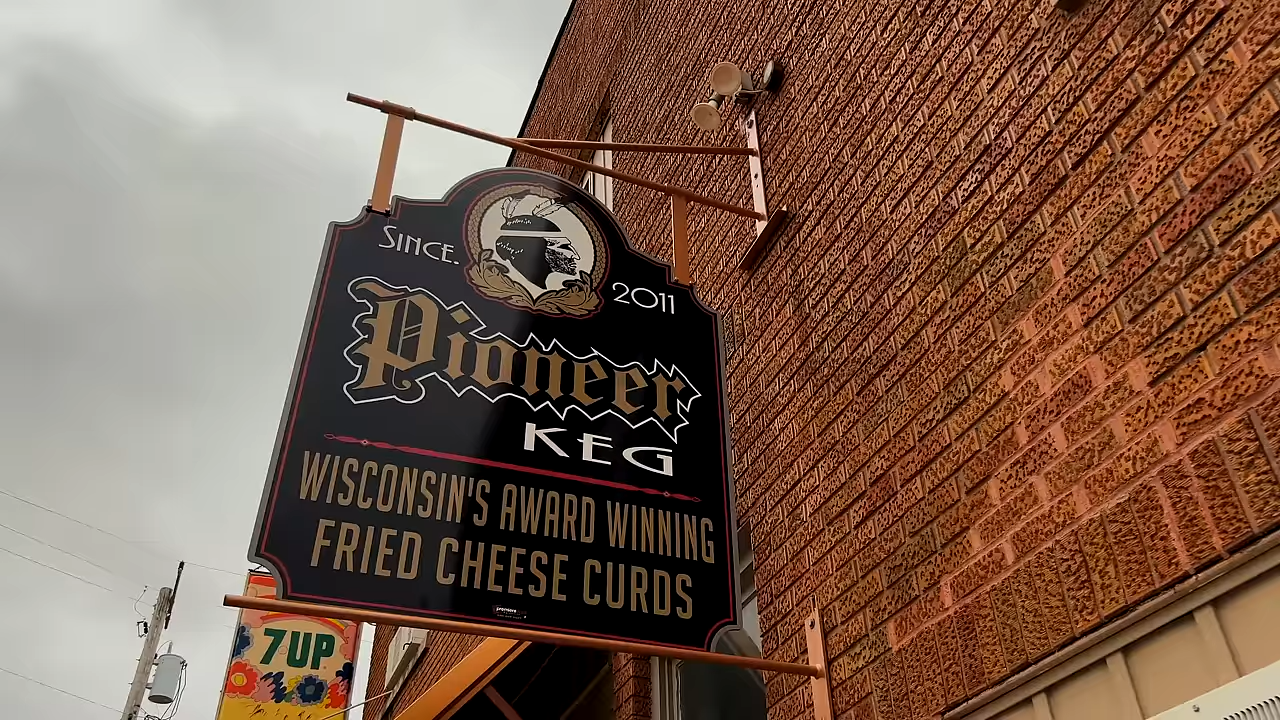 SINCE.
2011
Pioneer
KEG
WISCONSIN'S AWARD WINNING
FRIED CHEESE CURDS
7UP